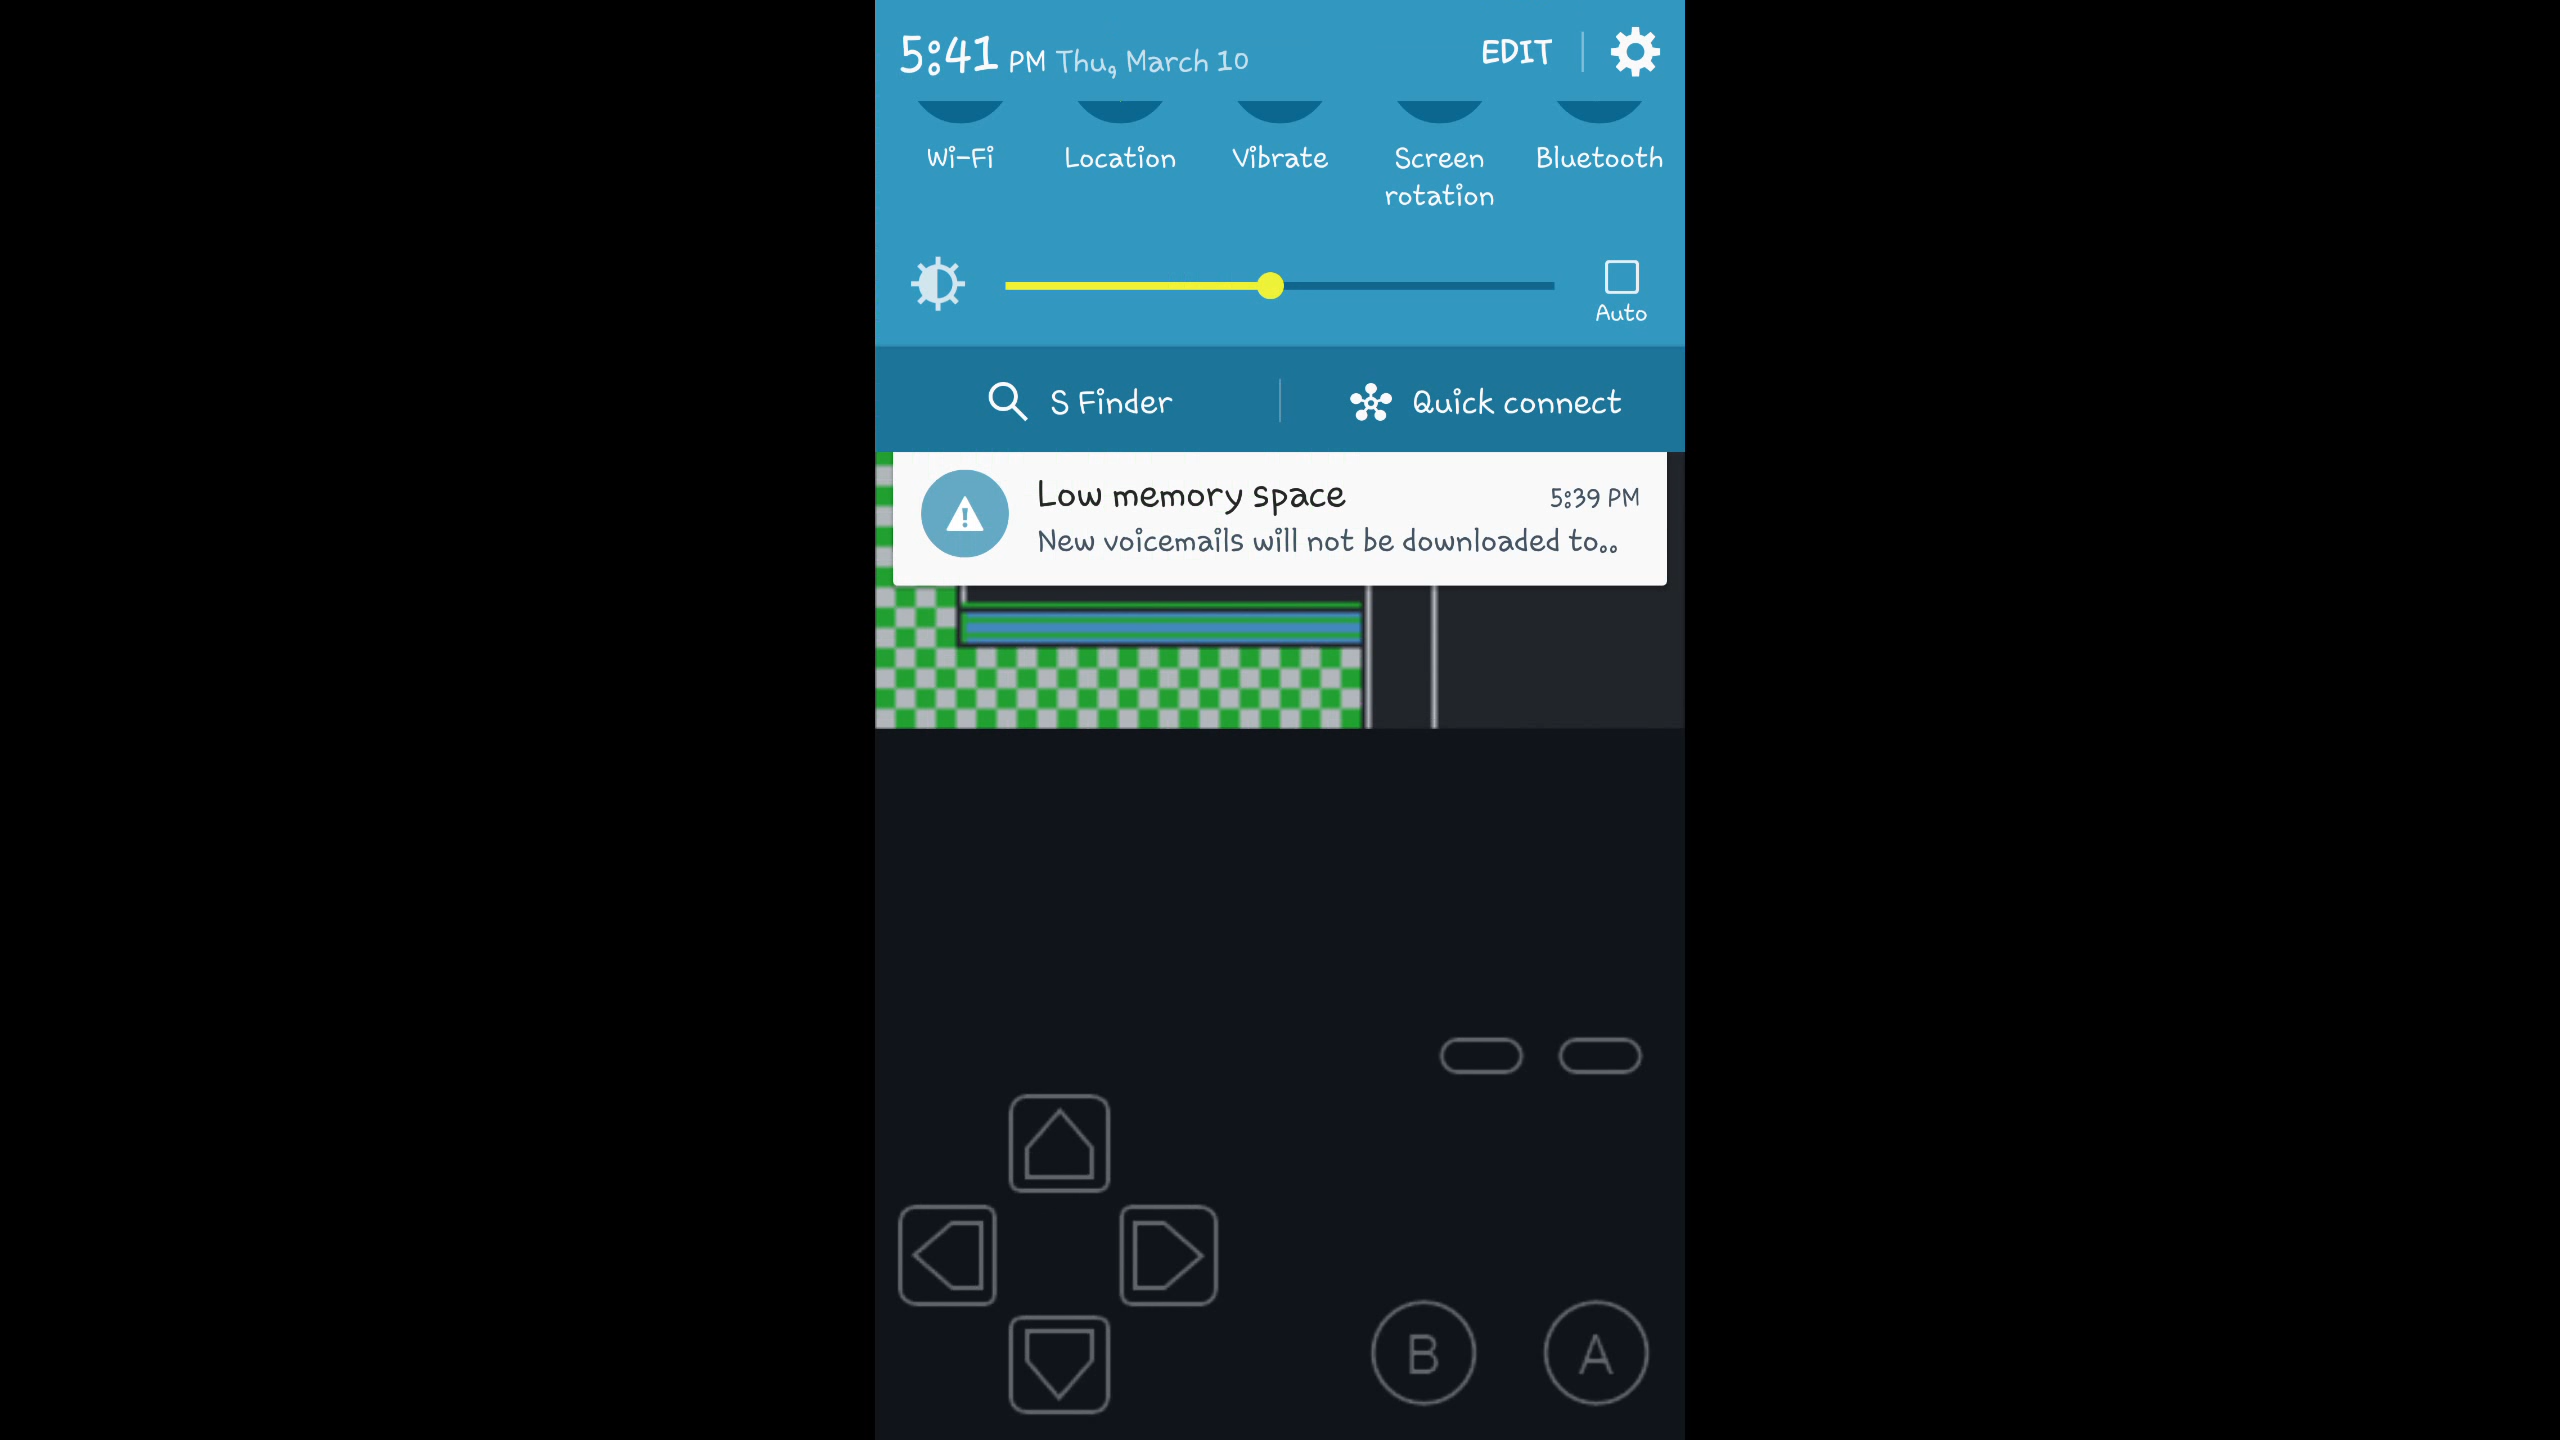 5:41 PM Thu, March 10 EDIT
Wi-Fi Location Vibrate Screen rotation Bluetooth
Auto
S Finder Quick connect
Low memory space 5:39 PM
New voicemails will not be downloaded to..
B A